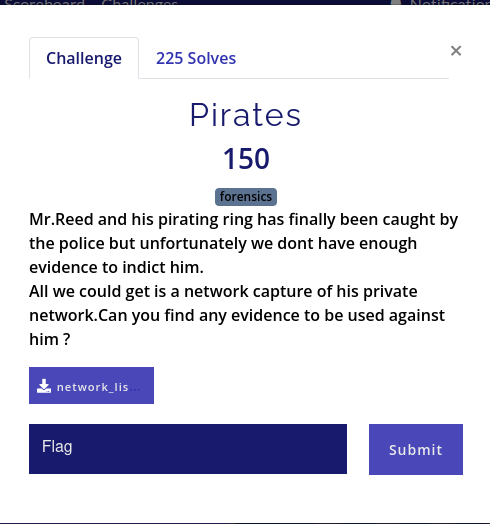 Scoreboard Challenges Notification
Challenge
225 Solves
×
Pirates
150
forensics
Mr.Reed and his pirating ring has finally been caught by
the police but unfortunately we dont have enough
evidence to indict him.
All we could get is a network capture of his private
network.Can you find any evidence to be used against
him ?
network_lis...
Flag
Submit